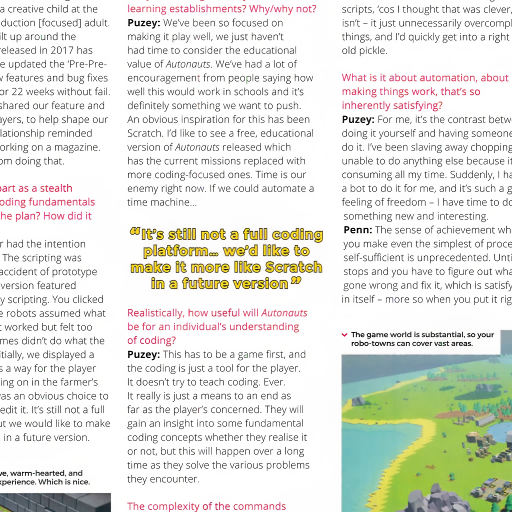 a creative child at the
duction [focused] adult.
ilt up around the
released in 2017 has
e updated the 'Pre-Pre-
w features and bug fixes
or 22 weeks without fail.
shared our feature and
ayers, to help shape our
lationship reminded
orking on a magazine.
om doing that.
part as a stealth
oding fundamentals
he plan? How did it
r had the intention
The scripting was
accident of prototype
version featured
y scripting. You clicked
e robots assumed what
t worked but felt too
mes didn't do what the
itially, we displayed a
s a way for the player
ing on in the farmer's
was an obvious choice to
edit it. It's still not a full
ut we would like to make
in a future version.
ve, warm-hearted, and
xperience. Which is nice.
learning establishments? Why/why not?
Puzey: We've been so focused on
making it play well, we just haven't
had time to consider the educational
value of Autonauts. We've had a lot of
encouragement from people saying how
well this would work in schools and it's
definitely something we want to push.
An obvious inspiration for this has been
Scratch. I'd like to see a free, educational
version of Autonauts released which
has the current missions replaced with
more coding-focused ones. Time is our
enemy right now. If we could automate a
time machine...
"It's still not a full coding
platform... we'd like to
make it more like Scratch
in a future version"
Realistically, how useful will Autonauts
be for an individual's understanding
of coding?
Puzey: This has to be a game first, and
the coding is just a tool for the player.
It doesn't try to teach coding. Ever.
It really is just a means to an end as
far as the player's concerned. They will
gain an insight into some fundamental
coding concepts whether they realise it
or not, but this will happen over a long
time as they solve the various problems
they encounter.
The complexity of the commands
scripts, 'cos I thought that was clever,
isn't – it just unnecessarily overcompl
things, and I'd quickly get into a right
old pickle.
What is it about automation, about
making things work, that's so
inherently satisfying?
Puzey: For me, it's the contrast betw
doing it yourself and having someone
do it. I've been slaving away chopping
unable to do anything else because it
consuming all my time. Suddenly, I ha
a bot to do it for me, and it's such a g
feeling of freedom – I have time to do
something new and interesting.
Penn: The sense of achievement wh
you make even the simplest of proce
self-sufficient is unprecedented. Unti
stops and you have to figure out wha
gone wrong and fix it, which is satisfy
in itself – more so when you put it rig
The game world is substantial, so your
robo-towns can cover vast areas.